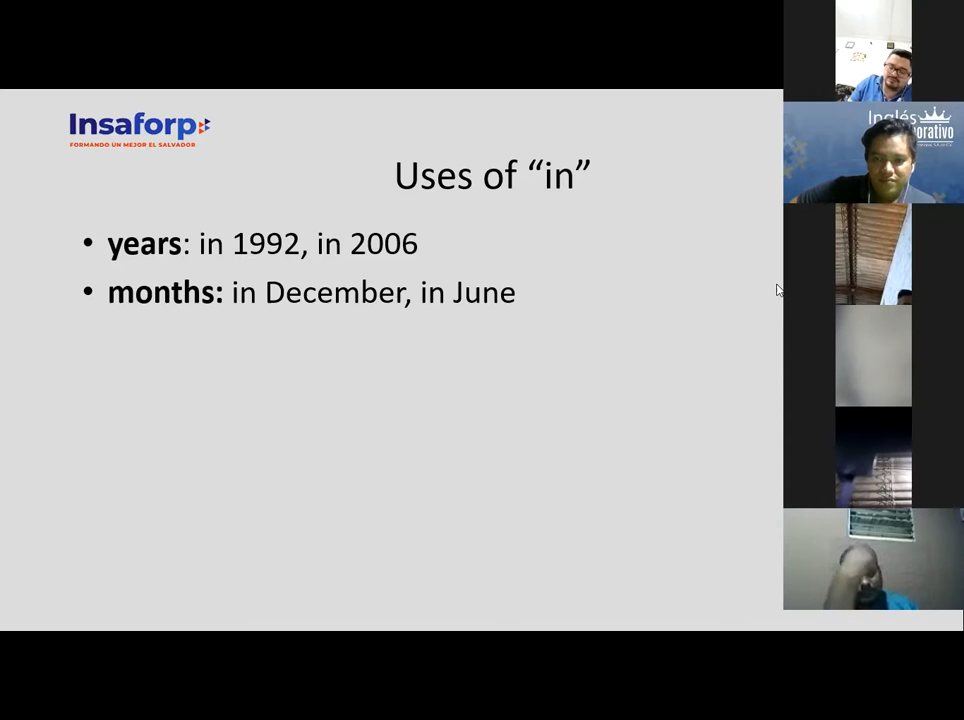 Insaforp
FORMANDO UN MEJOR EL SALVADOR
Uses of “in”
• years: in 1992, in 2006
• months: in December, in June
Inglés